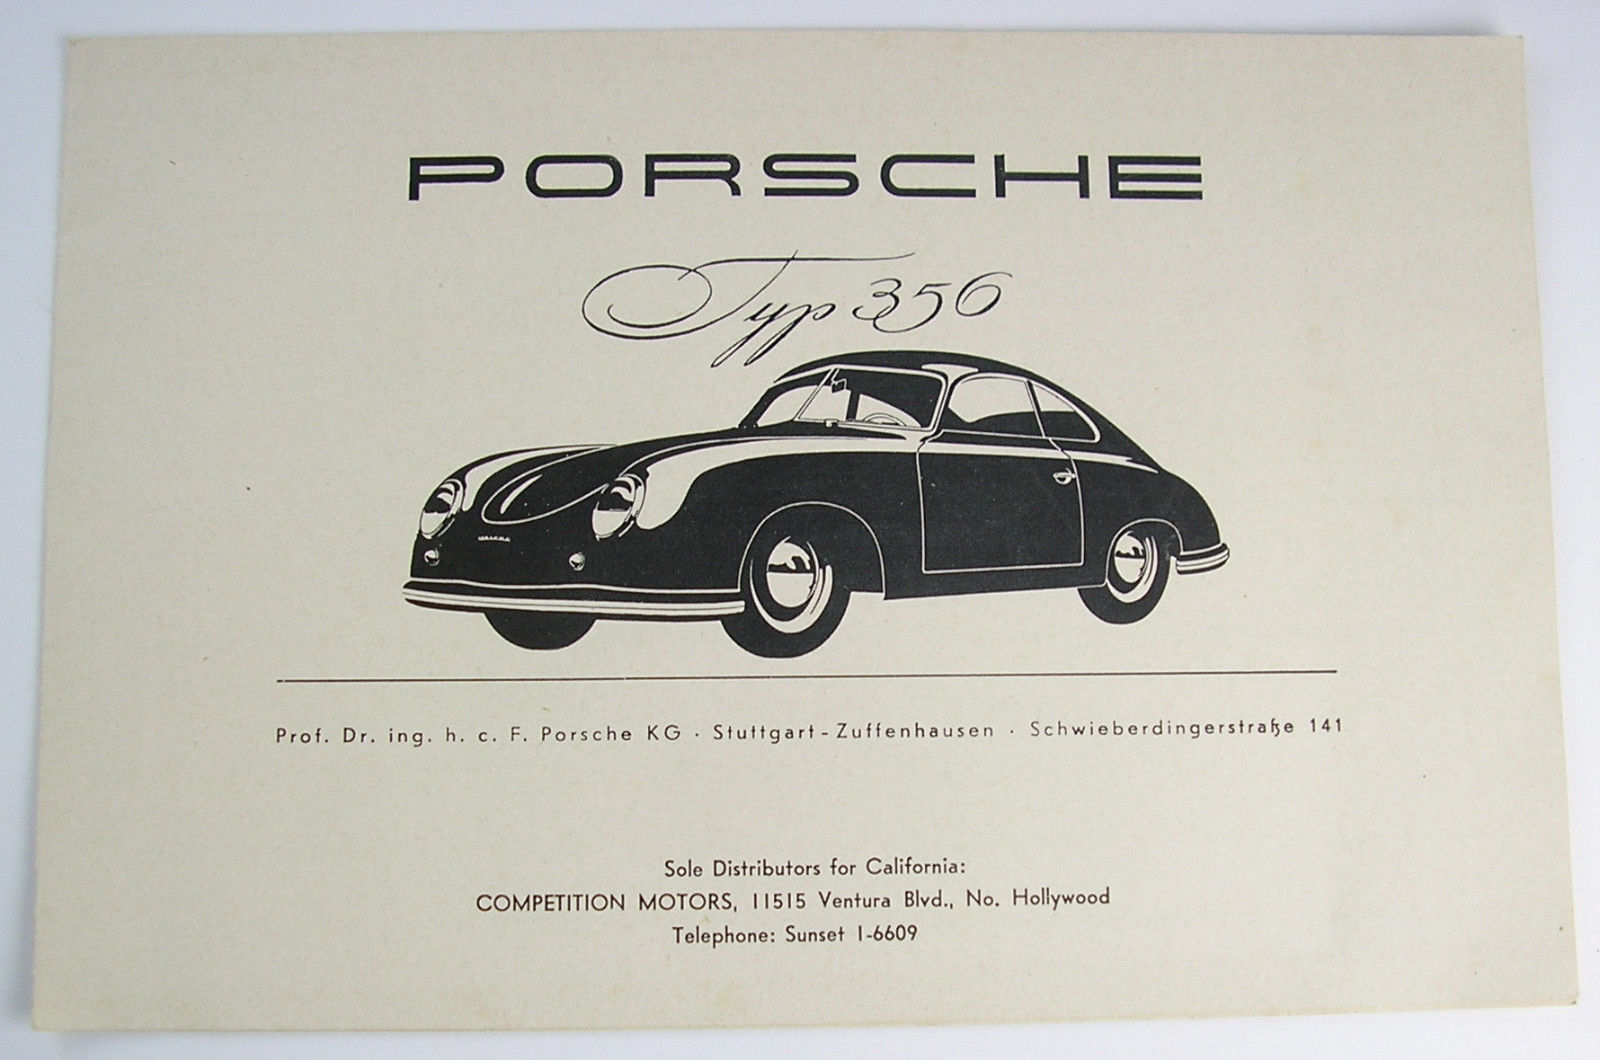 PORSCHE
Typ 356
Prof. Dr. ing. h. c. F. Porsche KG · Stuttgart-Zuffenhausen · Schwieberdingerstraße 141
Sole Distributors for California:
COMPETITION MOTORS, 11515 Ventura Blvd., No. Hollywood
Telephone: Sunset 1-6609